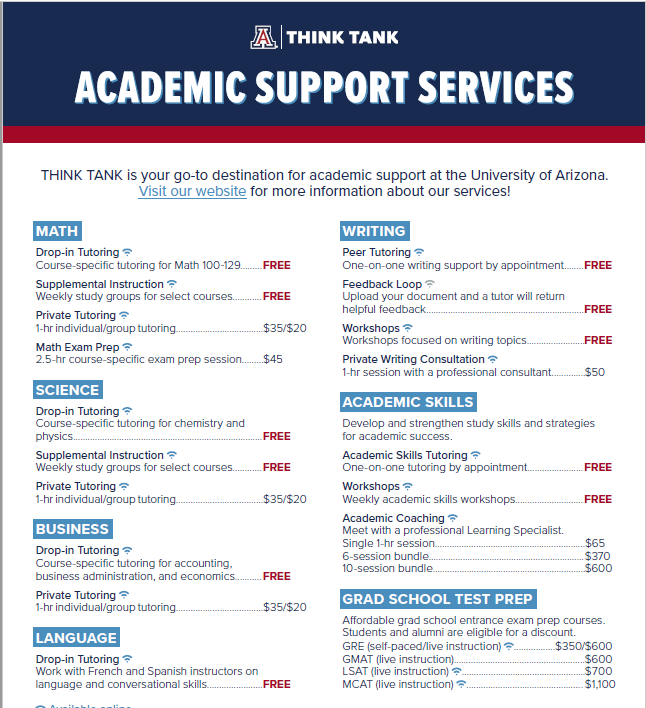 A THINK TANK
ACADEMIC SUPPORT SERVICES
THINK TANK is your go-to destination for academic support at the University of Arizona.
Visit our website for more information about our services!
MATH
Drop-in Tutoring
Course-specific tutoring for Math 100-129.........FREE
Supplemental Instruction
Weekly study groups for select courses...........FREE
Private Tutoring
1-hr individual/group tutoring..............................$35/$20
Math Exam Prep
2.5-hr course-specific exam prep session.......$45
SCIENCE
Drop-in Tutoring
Course-specific tutoring for chemistry and
physics.................................................................FREE
Supplemental Instruction
Weekly study groups for select courses...........FREE
Private Tutoring
1-hr individual/group tutoring..............................$35/$20
BUSINESS
Drop-in Tutoring
Course-specific tutoring for accounting,
business administration, and economics..........FREE
Private Tutoring
1-hr individual/group tutoring..............................$35/$20
LANGUAGE
Drop-in Tutoring
Work with French and Spanish instructors on
language and conversational skills...................FREE
Available online
WRITING
Peer Tutoring
One-on-one writing support by appointment.......FREE
Feedback Loop
Upload your document and a tutor will return
helpful feedback.....................................................FREE
Workshops
Workshops focused on writing topics....................FREE
Private Writing Consultation
1-hr session with a professional consultant............$50
ACADEMIC SKILLS
Develop and strengthen study skills and strategies
for academic success.
Academic Skills Tutoring
One-on-one tutoring by appointment....................FREE
Workshops
Weekly academic skills workshops........................FREE
Academic Coaching
Meet with a professional Learning Specialist.
Single 1-hr session..................................................$65
6-session bundle.....................................................$370
10-session bundle...................................................$600
GRAD SCHOOL TEST PREP
Affordable grad school entrance exam prep courses.
Students and alumni are eligible for a discount.
GRE (self-paced/live instruction)..............$350/$600
GMAT (live instruction)............................................$600
LSAT (live instruction)..........................................$700
MCAT (live instruction).........................................$1,100